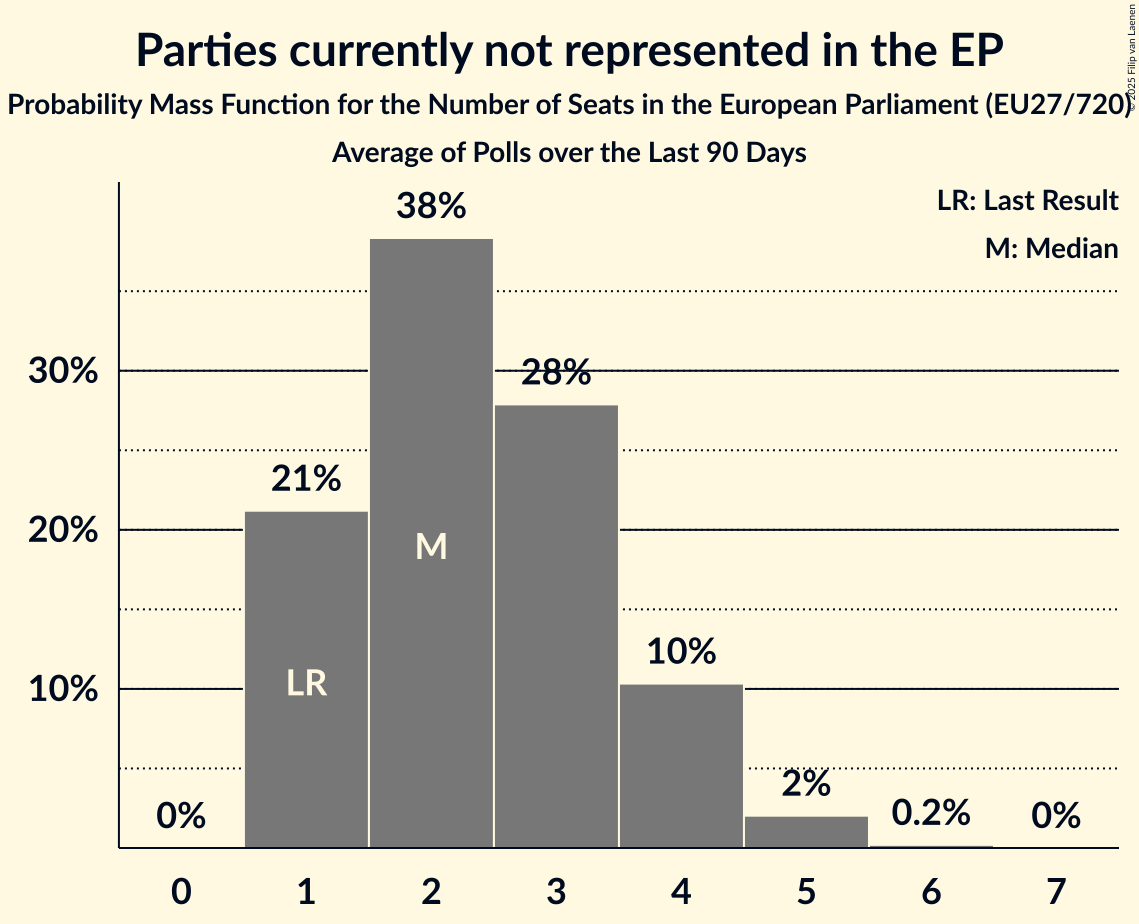 Parties currently not represented in the EP
Probability Mass Function for the Number of Seats in the European Parliament (EU27/720)
Average of Polls over the Last 90 Days
© 2025 Filip van Laenen
LR: Last Result
M: Median
38%
30%
28%
21%
20%
M
10%
LR
10%
2%
0%
0.2%
0%
0 1 2 3 4 5 6 7